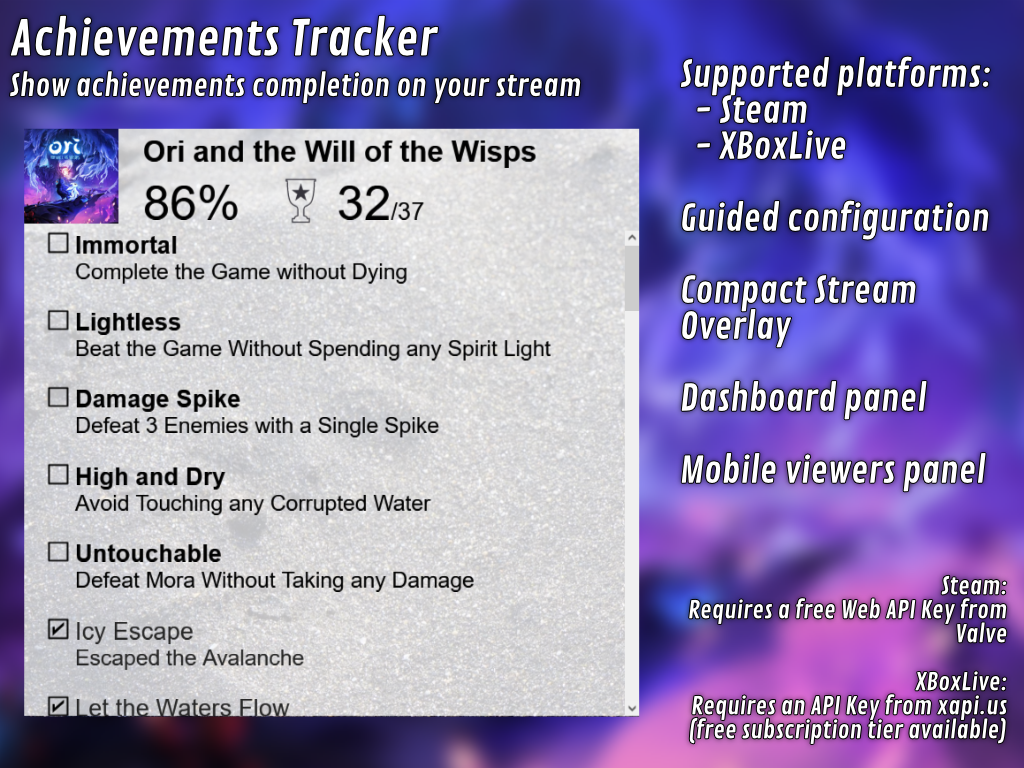 Achievements Tracker
Show achievements completion on your stream
ori
Ori and the Will of the Wisps
86% 32/37
Immortal
Complete the Game without Dying
Lightless
Beat the Game Without Spending any Spirit Light
Damage Spike
Defeat 3 Enemies with a Single Spike
High and Dry
Avoid Touching any Corrupted Water
Untouchable
Defeat Mora Without Taking any Damage
Icy Escape
Escaped the Avalanche
Let the Waters Flow
Supported platforms:
- Steam
- XBoxLive
Guided configuration
Compact Stream
Overlay
Dashboard panel
Mobile viewers panel
Steam:
Requires a free Web API Key from
Valve
XBoxLive:
Requires an API Key from xapi.us
(free subscription tier available)